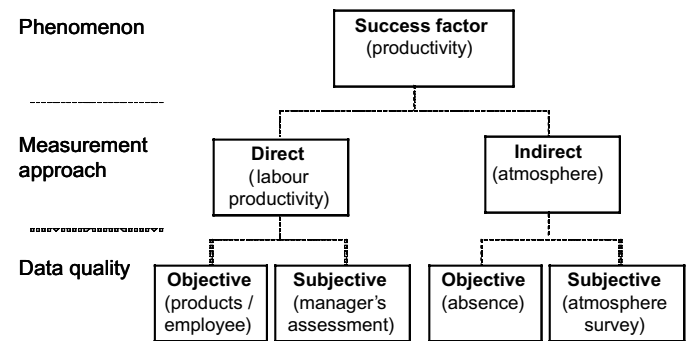 Phenomenon
Success factor
(productivity)
Measurement
approach
Direct
(labour
productivity)
Indirect
(atmosphere)
Data quality
Objective
(products /
employee)
Subjective
(manager's
assessment)
Objective
(absence)
Subjective
(atmosphere
survey)